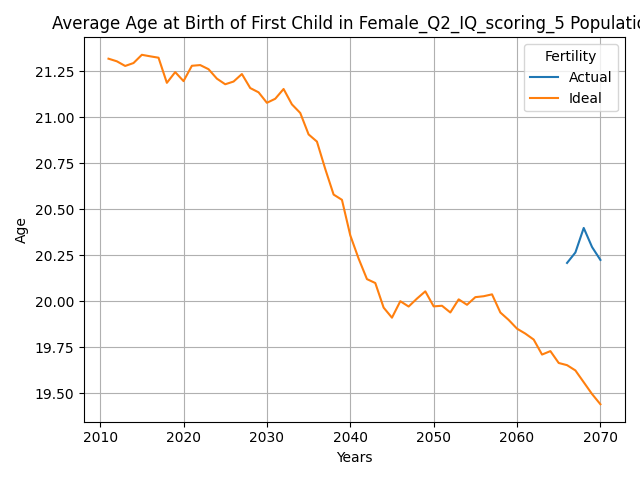 Average Age at Birth of First Child in Female_Q2_IQ_scoring_5 Populatio
Fertility
Actual
Ideal
21.25
21.00
20.75
20.50
20.25
20.00
19.75
19.50
Age
2010 2020 2030 2040 2050 2060 2070
Years